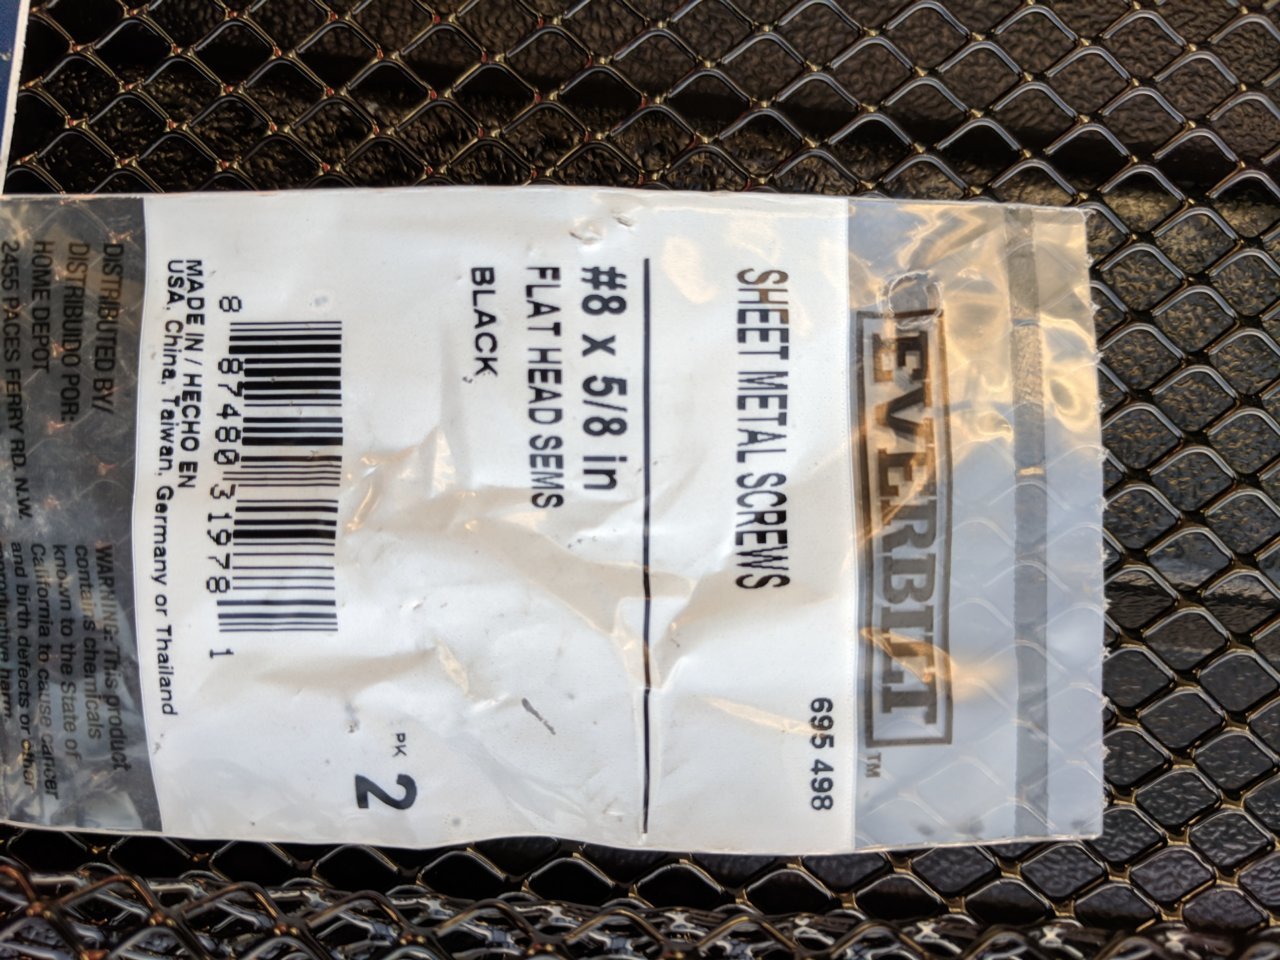 EVERBILT™
695 498
SHEET METAL SCREWS
#8 x 5/8 in
FLAT HEAD SEMS
BLACK
PK
2
8 87480 31978 1
MADE IN / HECHO EN
USA, China, Taiwan, Germany or Thailand
DISTRIBUTED BY/
DISTRIBUIDO POR:
HOME DEPOT
2455 PACES FERRY RD. N.W.
WARNING: This product
contains chemicals
known to the State of
California to cause cancer
and birth defects or other
reproductive harm.